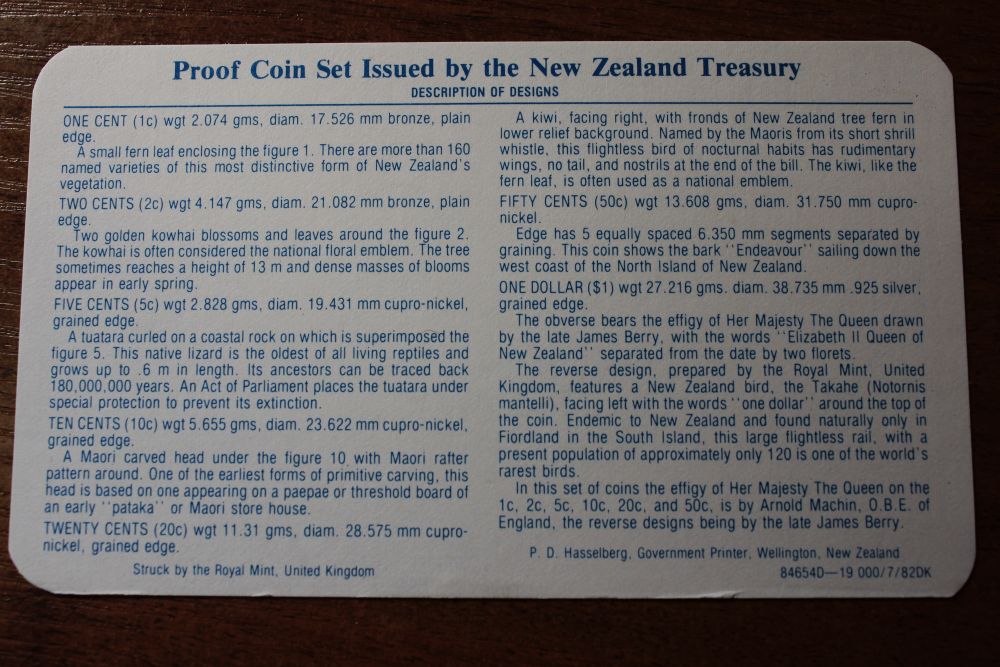 Proof Coin Set Issued by the New Zealand Treasury
DESCRIPTION OF DESIGNS
ONE CENT (1c) wgt 2.074 gms, diam. 17.526 mm bronze, plain
edge.
A small fern leaf enclosing the figure 1. There are more than 160
named varieties of this most distinctive form of New Zealand's
vegetation.
TWO CENTS (2c) wgt 4.147 gms, diam. 21.082 mm bronze, plain
edge.
Two golden kowhai blossoms and leaves around the figure 2.
The kowhai is often considered the national floral emblem. The tree
sometimes reaches a height of 13 m and dense masses of blooms
appear in early spring.
FIVE CENTS (5c) wgt 2.828 gms, diam. 19.431 mm cupro-nickel,
grained edge.
A tuatara curled on a coastal rock on which is superimposed the
figure 5. This native lizard is the oldest of all living reptiles and
grows up to .6 m in length. Its ancestors can be traced back
180,000,000 years. An Act of Parliament places the tuatara under
special protection to prevent its extinction.
TEN CENTS (10c) wgt 5.655 gms, diam. 23.622 mm cupro-nickel,
grained edge.
A Maori carved head under the figure 10 with Maori rafter
pattern around. One of the earliest forms of primitive carving, this
head is based on one appearing on a paepae or threshold board of
an early "pataka" or Maori store house.
TWENTY CENTS (20c) wgt 11.31 gms, diam. 28.575 mm cupro-
nickel, grained edge.
Struck by the Royal Mint, United Kingdom
A kiwi, facing right, with fronds of New Zealand tree fern in
lower relief background. Named by the Maoris from its short shrill
whistle, this flightless bird of nocturnal habits has rudimentary
wings, no tail, and nostrils at the end of the bill. The kiwi, like the
fern leaf, is often used as a national emblem.
FIFTY CENTS (50c) wgt 13.608 gms, diam. 31.750 mm cupro-
nickel.
Edge has 5 equally spaced 6.350 mm segments separated by
graining. This coin shows the bark "Endeavour" sailing down the
west coast of the North Island of New Zealand.
ONE DOLLAR ($1) wgt 27.216 gms. diam. 38.735 mm .925 silver,
grained edge.
The obverse bears the effigy of Her Majesty The Queen drawn
by the late James Berry, with the words "Elizabeth II Queen of
New Zealand" separated from the date by two florets.
The reverse design, prepared by the Royal Mint, United
Kingdom, features a New Zealand bird, the Takahe (Notornis
mantelli), facing left with the words "one dollar" around the top of
the coin. Endemic to New Zealand and found naturally only in
Fiordland in the South Island, this large flightless rail, with a
present population of approximately only 120 is one of the world's
rarest birds.
In this set of coins the effigy of Her Majesty The Queen on the
1c, 2c, 5c, 10c, 20c, and 50c, is by Arnold Machin, O.B.E. of
England, the reverse designs being by the late James Berry.
P. D. Hasselberg, Government Printer, Wellington, New Zealand
84654D—19 000/7/82DK